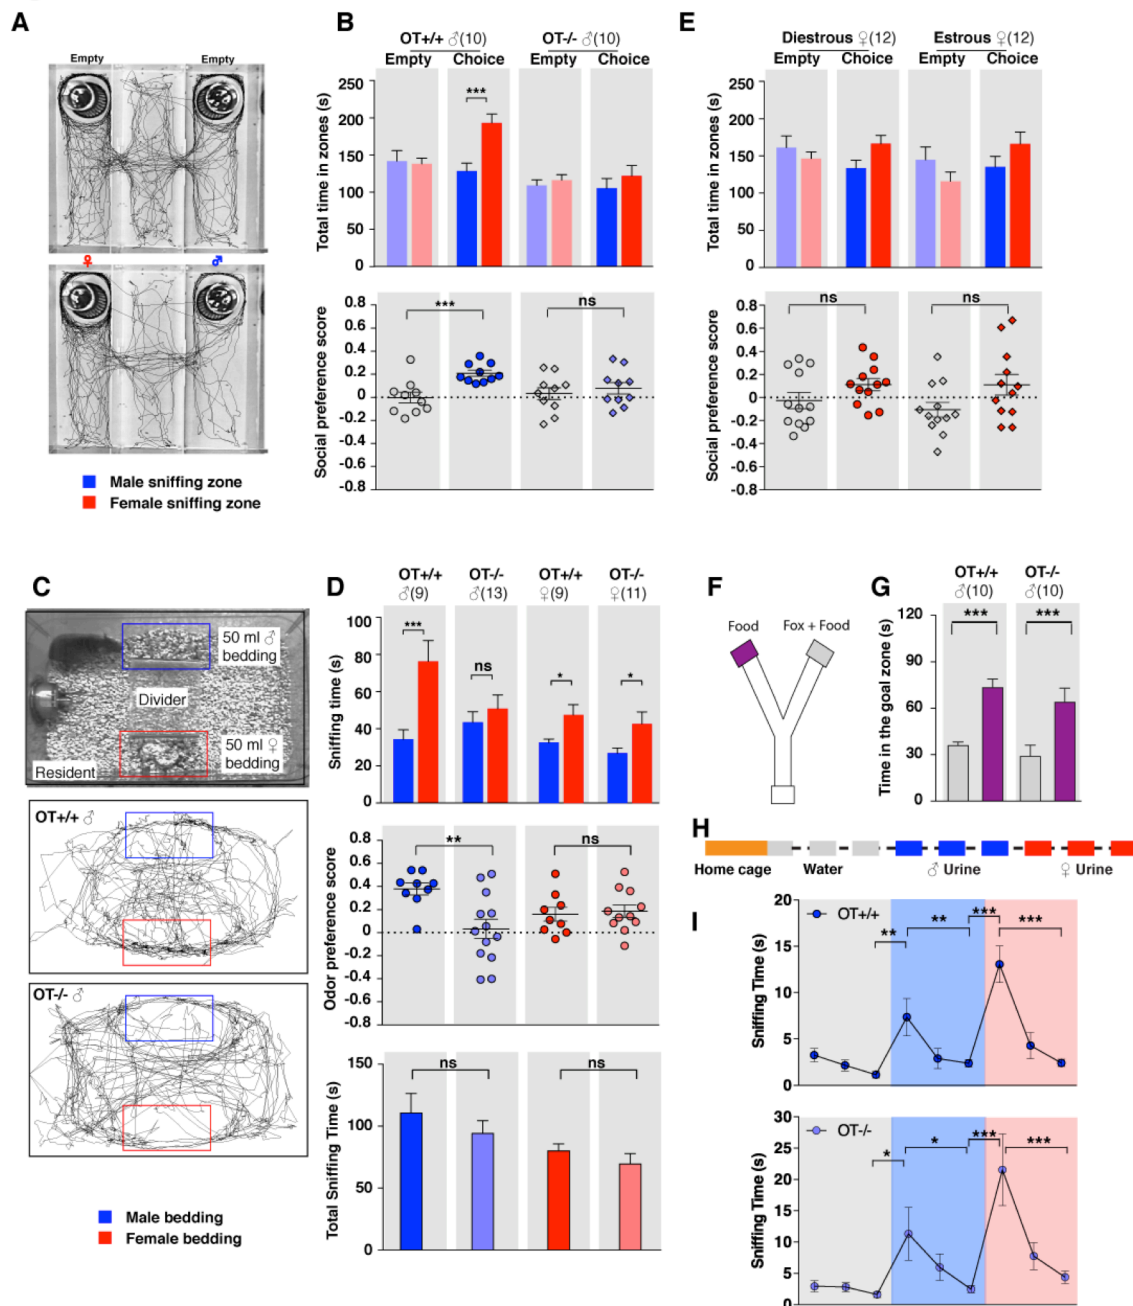 A
Empty Empty
♀ ♂
Male sniffing zone
Female sniffing zone
B
OT+/+ ♂(10) OT-/- ♂(10)
Empty Choice Empty Choice
Total time in zones (s)
250
200
150
100
50
0
***
Social preference score
0.8
0.6
0.4
0.2
0
-0.2
-0.4
-0.6
-0.8
*** ns
E
Diestrous ♀(12) Estrous ♀(12)
Empty Choice Empty Choice
Total time in zones (s)
250
200
150
100
50
0
Social preference score
0.8
0.6
0.4
0.2
0
-0.2
-0.4
-0.6
-0.8
ns ns
C
50 ml ♂
bedding
Divider
50 ml ♀
bedding
Resident
OT+/+ ♂
OT-/- ♂
Male bedding
Female bedding
D
OT+/+ OT-/- OT+/+ OT-/-
♂(9) ♂(13) ♀(9) ♀(11)
Sniffing time (s)
100
80
60
40
20
0
*** ns * *
Odor preference score
0.8
0.6
0.4
0.2
0
-0.2
-0.4
-0.6
-0.8
** ns
Total Sniffing Time (s)
150
100
50
0
ns ns
F
Food Fox + Food
G
OT+/+ OT-/-
♂(10) ♂(10)
Time in the goal zone (s)
120
90
60
30
0
*** ***
H
Home cage Water ♂ Urine ♀ Urine
I
OT+/+
Sniffing Time (s)
20
15
10
5
0
** ** *** ***
OT-/-
Sniffing Time (s)
30
25
20
15
10
5
0
* * *** ***